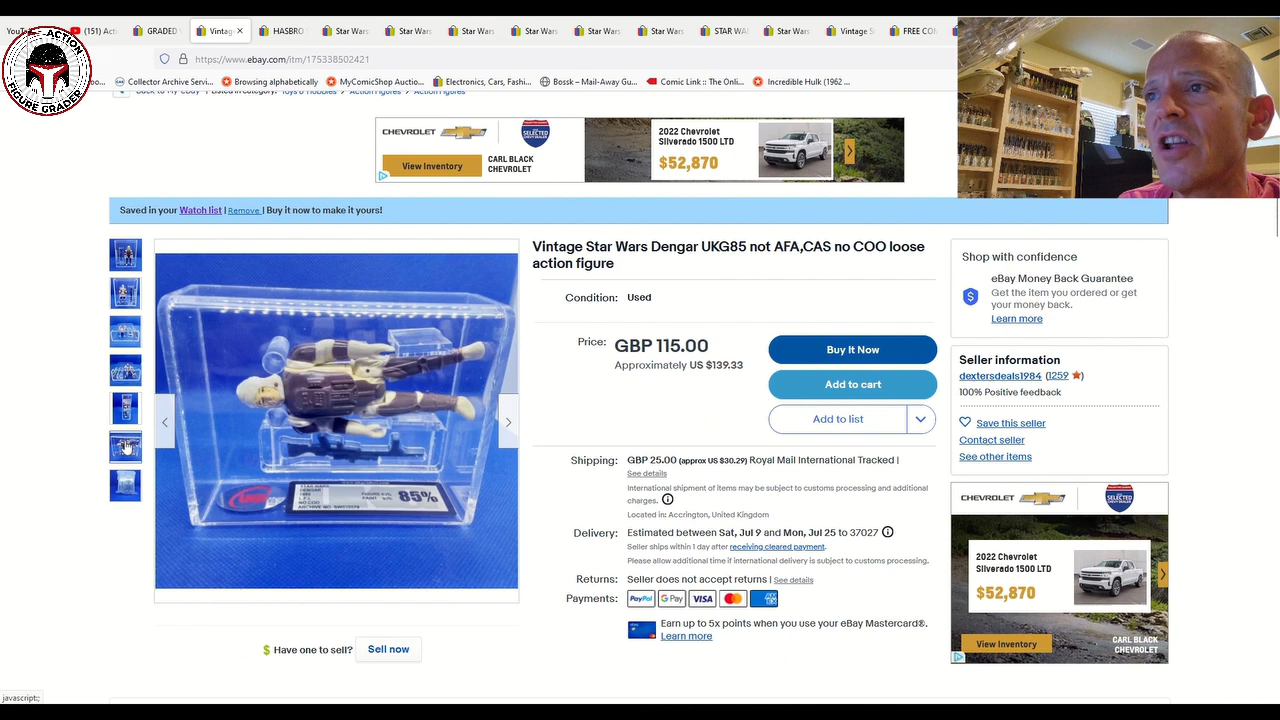 ACTION
FIGURE GRADER
(151) Acti
GRADED
Vintag
HASBRO
Star Wars
Star Wars
Star Wars
Star Wars
Star Wars
Star Wars
STAR WA
Star Wars
Vintage S
FREE CO
https://www.ebay.com/itm/175338502421
Collector Archive Servi...
Browsing alphabetically
MyComicShop Auctio...
Electronics, Cars, Fashi...
Bossk – Mail-Away Gu...
Comic Link :: The Onli...
Incredible Hulk (1962 ...
Back to My eBay | Listed in category: Toys & Hobbies > Action Figures > Action Figures
CHEVROLET
View Inventory
CARL BLACK
CHEVROLET
2022 Chevrolet
Silverado 1500 LTD
$52,870
Saved in your Watch list | Remove | Buy it now to make it yours!
Vintage Star Wars Dengar UKG85 not AFA,CAS no COO loose
action figure
Condition: Used
Price: GBP 115.00
Approximately US $139.33
Buy It Now
Add to cart
Add to list
Shipping: GBP 25.00 (approx US $30.29) Royal Mail International Tracked |
See details
International shipment of items may be subject to customs processing and additional
charges.
Located in: Accrington, United Kingdom
Delivery: Estimated between Sat, Jul 9 and Mon, Jul 25 to 37027
Seller ships within 1 day after receiving cleared payment.
Please allow additional time if international delivery is subject to customs processing.
Returns: Seller does not accept returns | See details
Payments:
PayPal
G Pay
VISA
Earn up to 5x points when you use your eBay Mastercard®.
Learn more
85%
Have one to sell? Sell now
Shop with confidence
eBay Money Back Guarantee
Get the item you ordered or get
your money back.
Learn more
Seller information
dextersdeals1984 (1259)
100% Positive feedback
Save this seller
Contact seller
See other items
CHEVROLET
2022 Chevrolet
Silverado 1500 LTD
$52,870
View Inventory
CARL BLACK
CHEVROLET
javascript:;